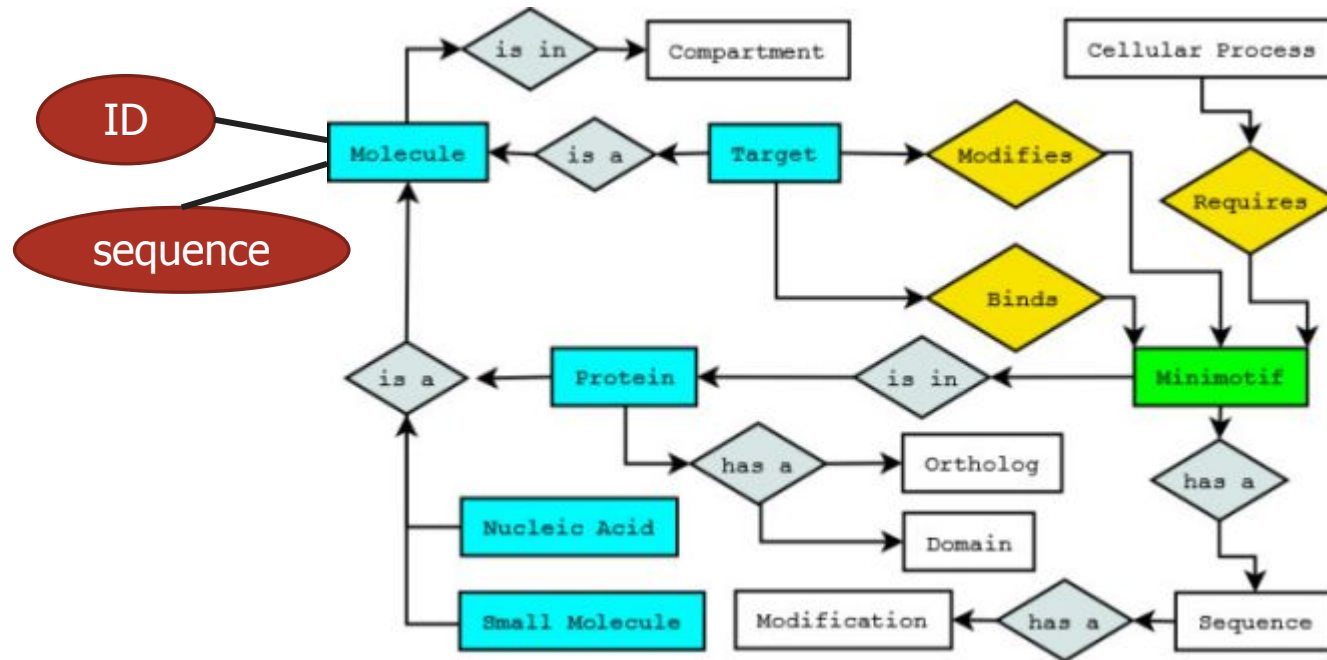 is in
Compartment
Cellular Process
ID
Molecule
is a
Target
Modifies
Requires
sequence
Binds
is a
Protein
is in
Minimotif
has a
Ortholog
has a
Nucleic Acid
Domain
Small Molecule
Modification
has a
Sequence